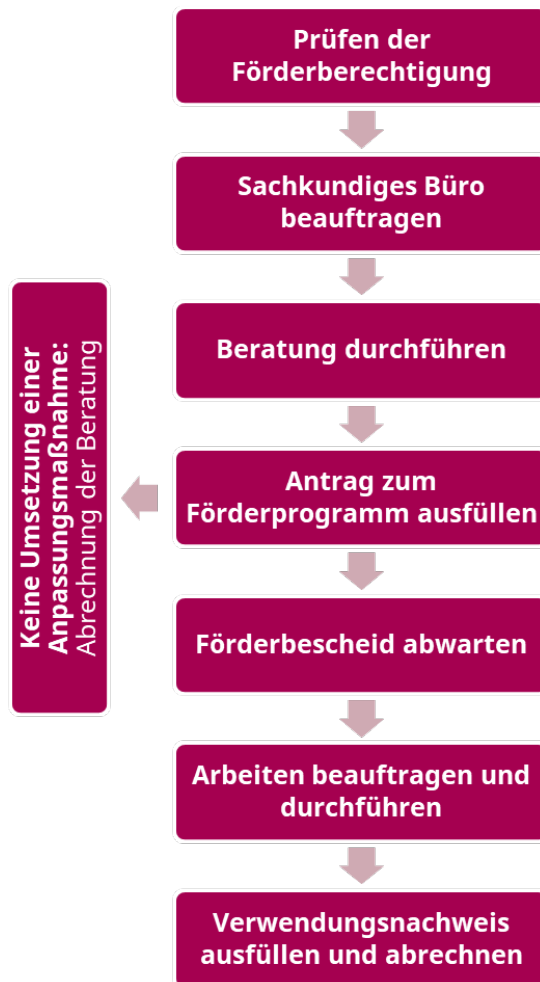 Prüfen der
Förderberechtigung
Sachkundiges Büro
beauftragen
Beratung durchführen
Antrag zum
Förderprogramm ausfüllen
Keine Umsetzung einer
Anpassungsmaßnahme:
Abrechnung der Beratung
Förderbescheid abwarten
Arbeiten beauftragen und
durchführen
Verwendungsnachweis
ausfüllen und abrechnen